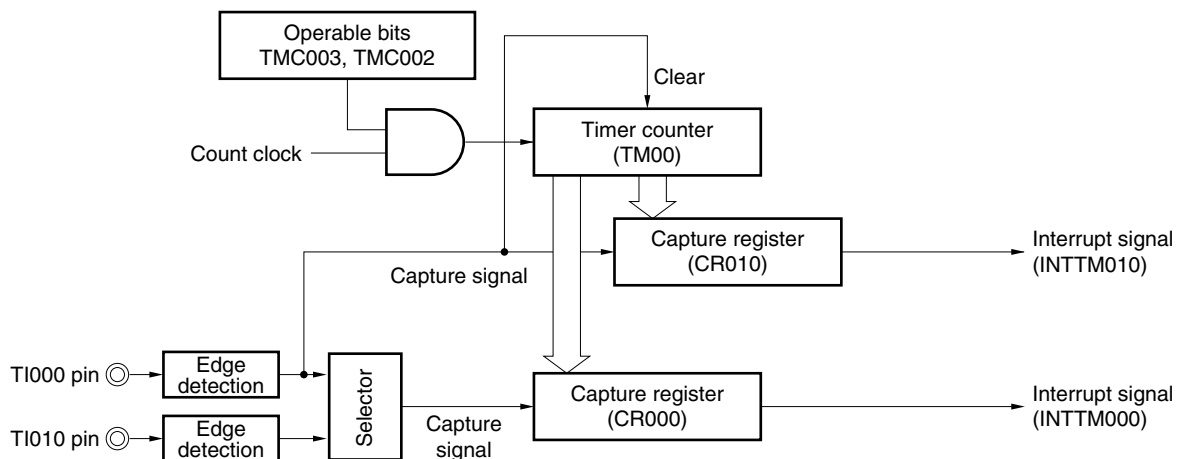 Operable bits
TMC003, TMC002
Clear
Timer counter
(TM00)
Count clock
Capture register
(CR010)
Interrupt signal
(INTTM010)
Capture signal
TI000 pin
Edge
detection
Selector
Capture register
(CR000)
Interrupt signal
(INTTM000)
TI010 pin
Edge
detection
Capture
signal